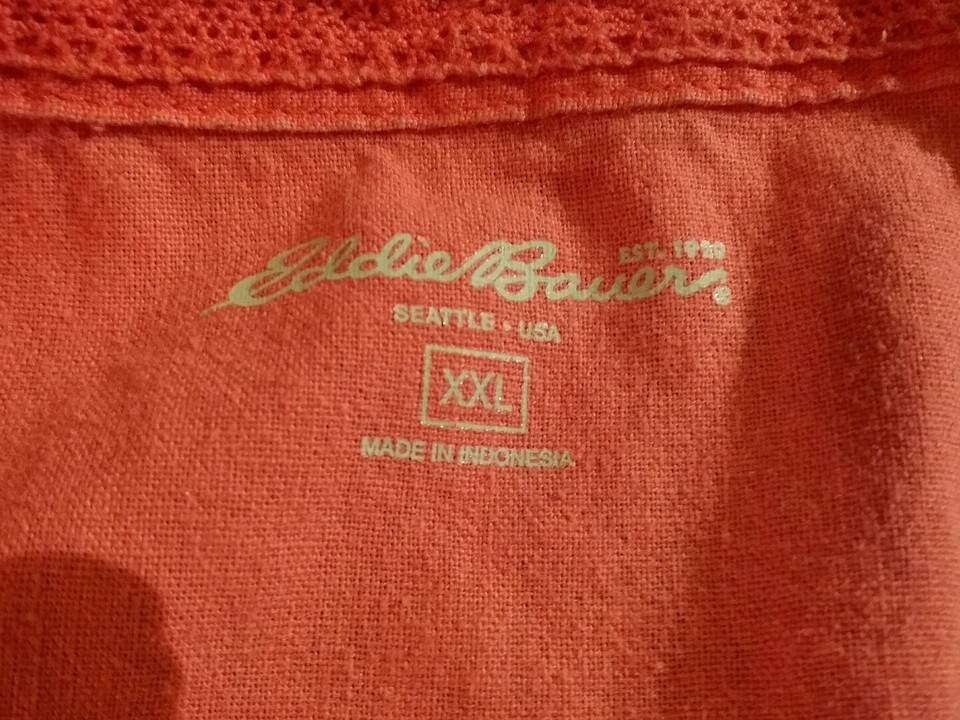 Eddie Bauer®
EST. 1920
SEATTLE • USA
XXL
MADE IN INDONESIA